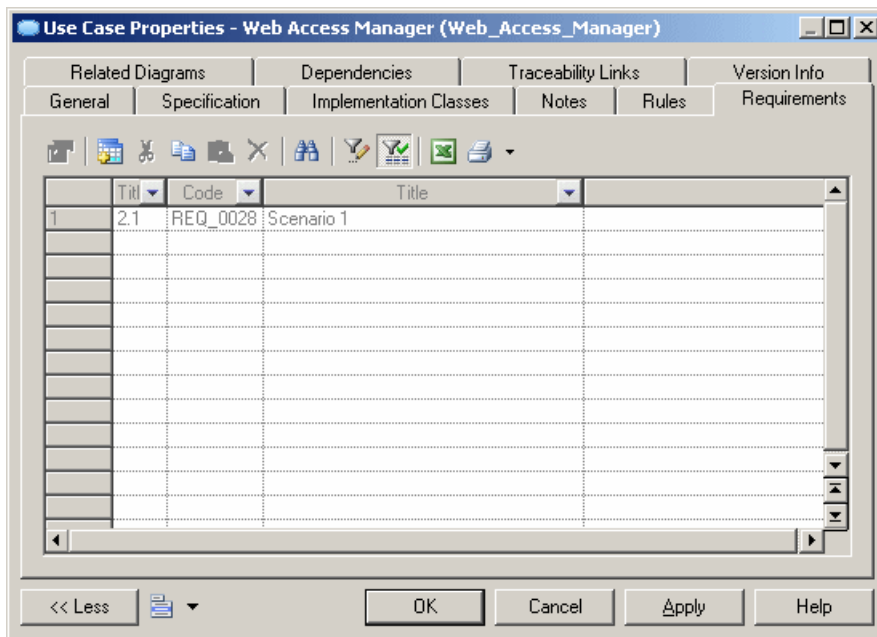 Use Case Properties - Web Access Manager (Web_Access_Manager)
Related Diagrams Dependencies Traceability Links Version Info
General Specification Implementation Classes Notes Rules Requirements
Titl Code Title
1 2.1 REQ_0028 Scenario 1
<< Less OK Cancel Apply Help